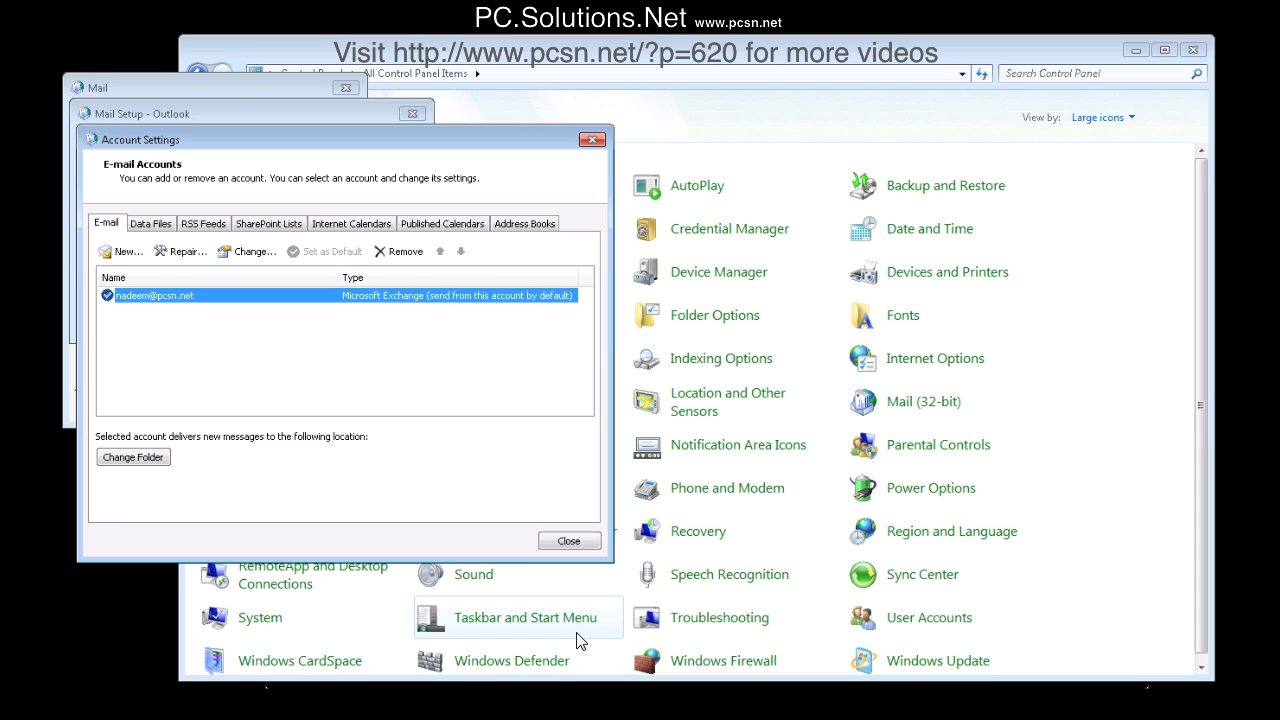 PC.Solutions.Net www.pcsn.net
Visit http://www.pcsn.net/?p=620 for more videos
All Control Panel Items
Search Control Panel
Mail
Mail Setup - Outlook
View by: Large icons
Account Settings
E-mail Accounts
You can add or remove an account. You can select an account and change its settings.
E-mail Data Files RSS Feeds SharePoint Lists Internet Calendars Published Calendars Address Books
New... Repair... Change... Set as Default Remove
Name Type
nadeem@pcsn.net Microsoft Exchange (send from this account by default)
Selected account delivers new messages to the following location:
Change Folder
Close
AutoPlay Backup and Restore
Credential Manager Date and Time
Device Manager Devices and Printers
Folder Options Fonts
Indexing Options Internet Options
Location and Other
Sensors
Mail (32-bit)
Notification Area Icons Parental Controls
Phone and Modem Power Options
Recovery Region and Language
RemoteApp and Desktop
Connections
Sound Speech Recognition Sync Center
System Taskbar and Start Menu Troubleshooting User Accounts
Windows CardSpace Windows Defender Windows Firewall Windows Update